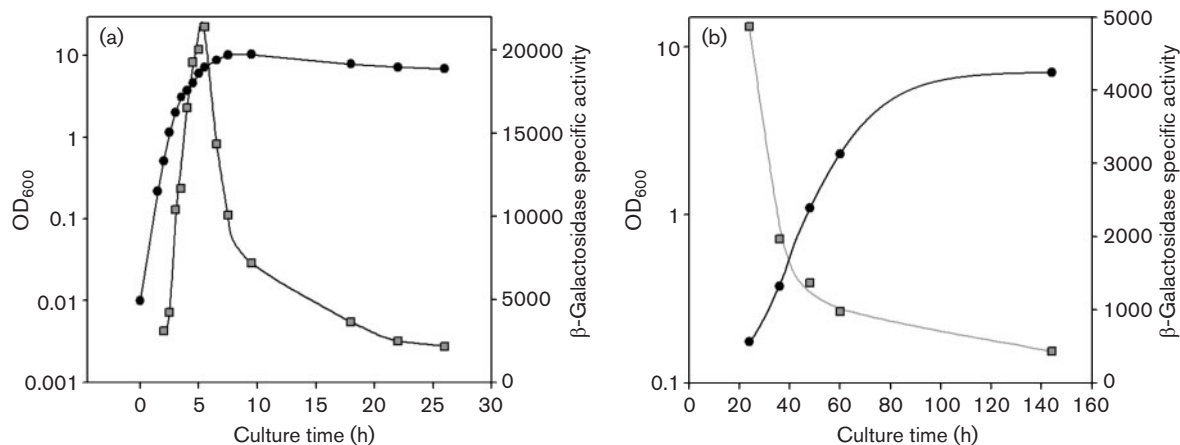 (a)
10
1
0.1
0.01
0.001
OD600
20000
15000
10000
5000
0
β-Galactosidase specific activity
0 5 10 15 20 25 30
Culture time (h)
(b)
10
1
0.1
OD600
5000
4000
3000
2000
1000
0
β-Galactosidase specific activity
0 20 40 60 80 100 120 140 160
Culture time (h)